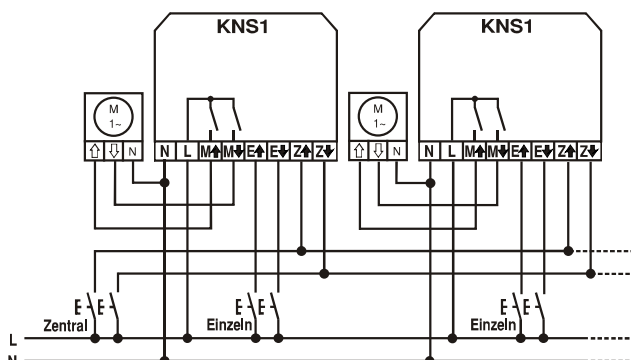 KNS1 KNS1
M 1~ M 1~
⇧ ⇩ N N L M⬆ M⬇ E⬆ E⬇ Z⬆ Z⬇ ⇧ ⇩ N N L M⬆ M⬇ E⬆ E⬇ Z⬆ Z⬇
Zentral Einzeln Einzeln
L
N